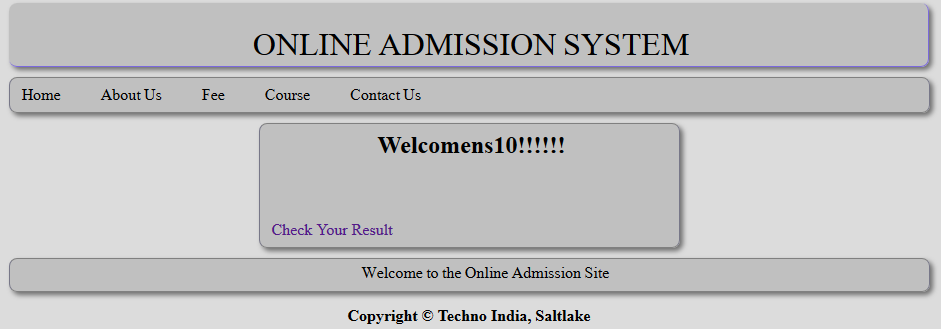 ONLINE ADMISSION SYSTEM
Home About Us Fee Course Contact Us
Welcomens10!!!!!!
Check Your Result
Welcome to the Online Admission Site
Copyright © Techno India, Saltlake